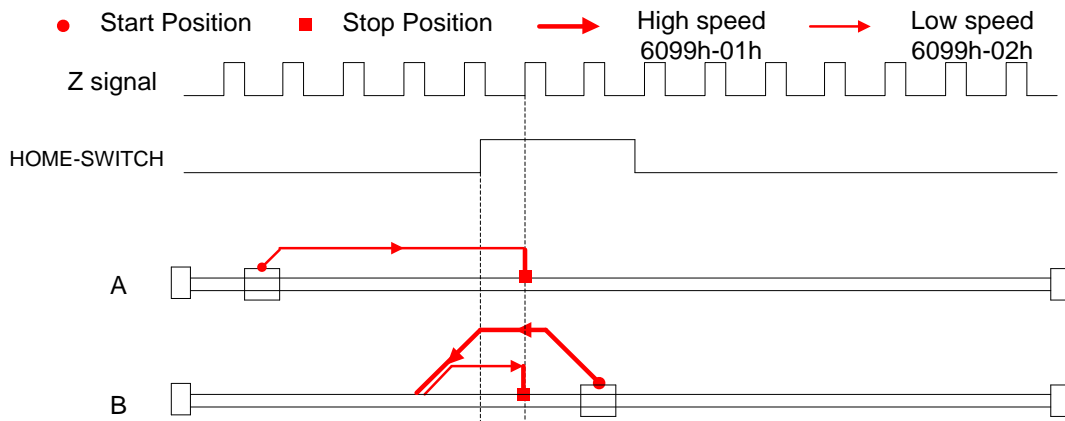 Start Position Stop Position High speed Low speed
6099h-01h 6099h-02h
Z signal
HOME-SWITCH
A
B